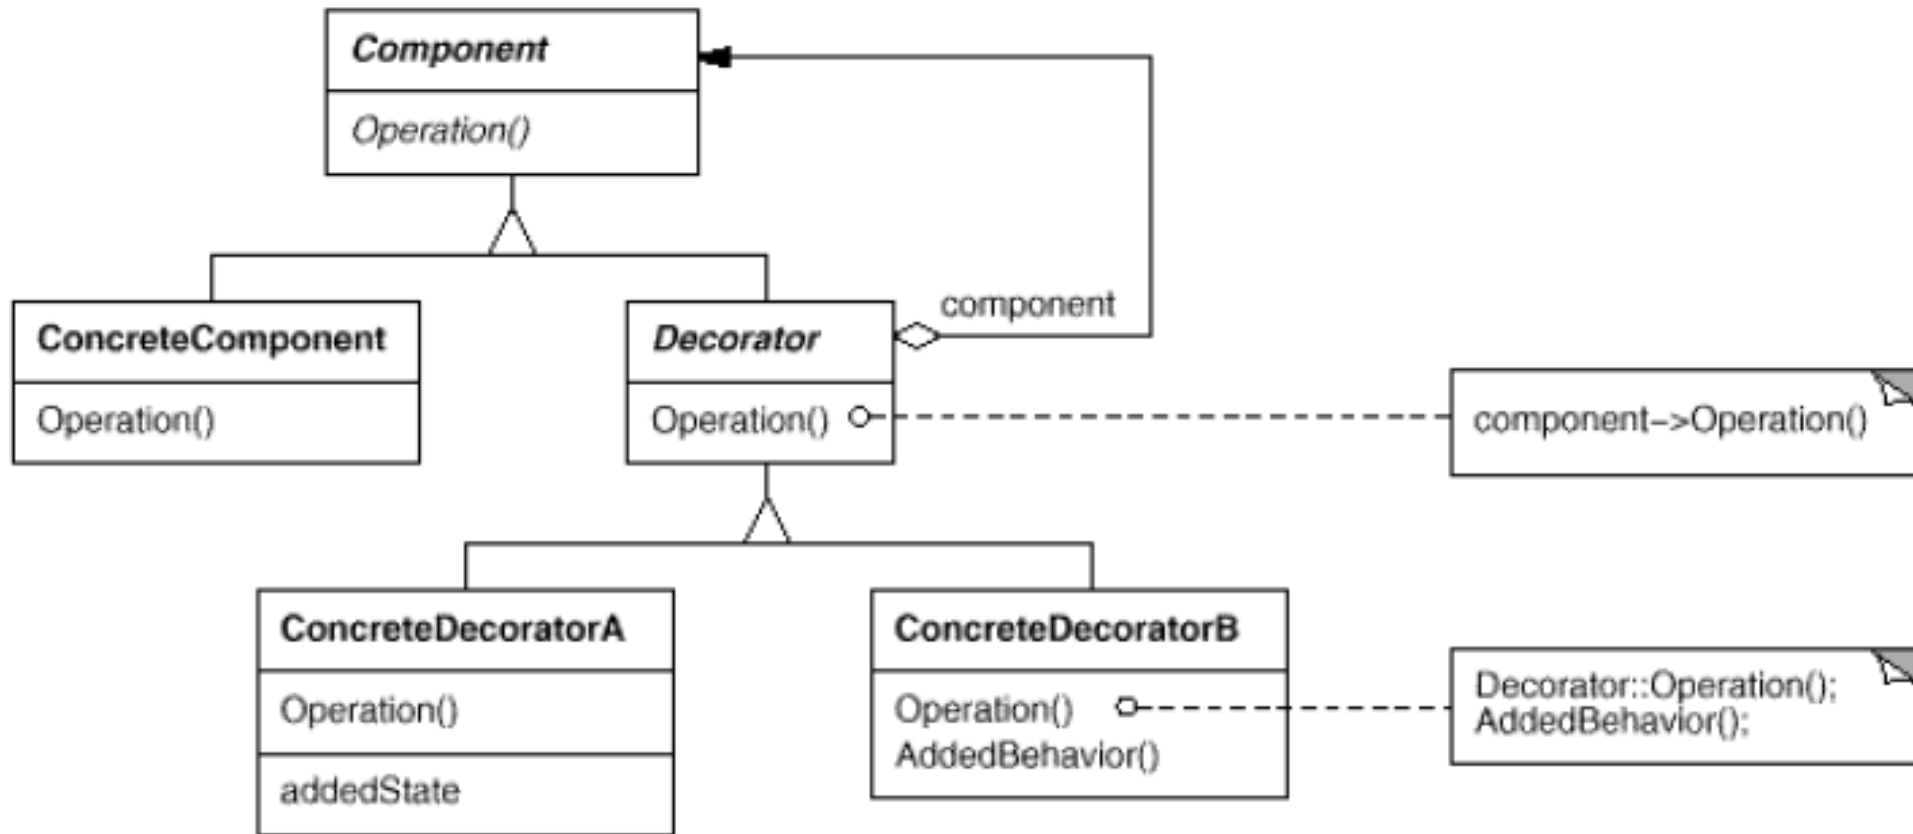 Component
Operation()
ConcreteComponent
Operation()
Decorator
Operation()
component
component–>Operation()
ConcreteDecoratorA
Operation()
addedState
ConcreteDecoratorB
Operation()
AddedBehavior()
Decorator::Operation();
AddedBehavior();